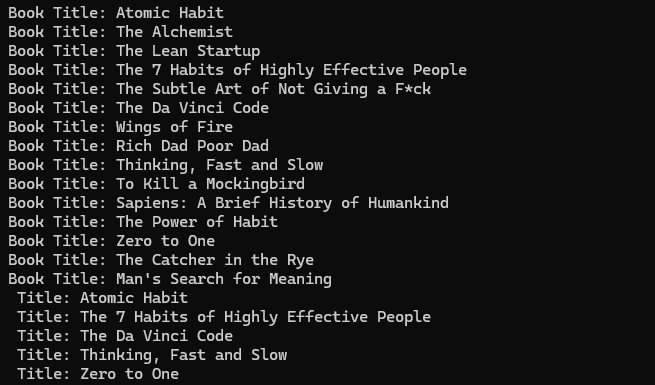 Book Title: Atomic Habit
Book Title: The Alchemist
Book Title: The Lean Startup
Book Title: The 7 Habits of Highly Effective People
Book Title: The Subtle Art of Not Giving a F*ck
Book Title: The Da Vinci Code
Book Title: Wings of Fire
Book Title: Rich Dad Poor Dad
Book Title: Thinking, Fast and Slow
Book Title: To Kill a Mockingbird
Book Title: Sapiens: A Brief History of Humankind
Book Title: The Power of Habit
Book Title: Zero to One
Book Title: The Catcher in the Rye
Book Title: Man's Search for Meaning
Title: Atomic Habit
Title: The 7 Habits of Highly Effective People
Title: The Da Vinci Code
Title: Thinking, Fast and Slow
Title: Zero to One